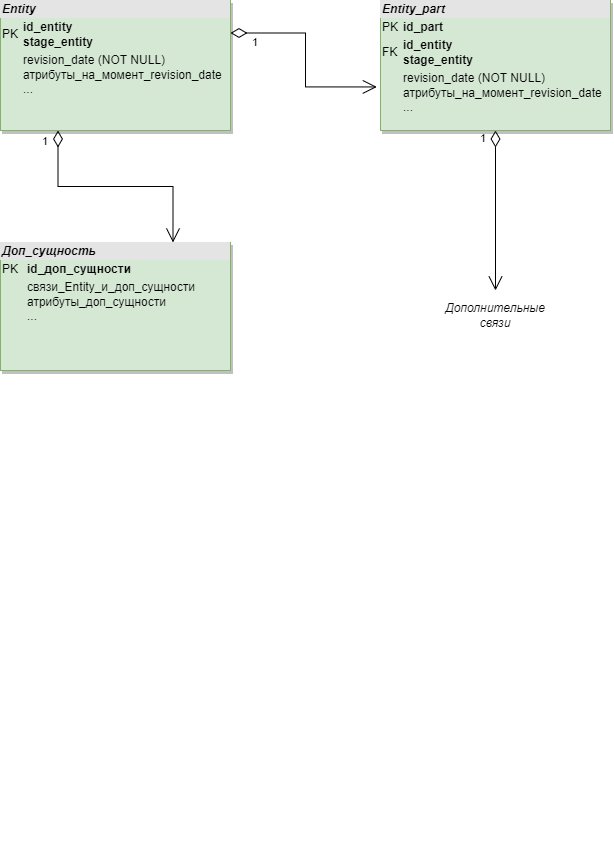 Entity
PK id_entity
stage_entity
revision_date (NOT NULL)
атрибуты_на_момент_revision_date
...
1
Entity_part
PK id_part
FK id_entity
stage_entity
revision_date (NOT NULL)
атрибуты_на_момент_revision_date
...
1
1
Доп_сущность
PK id_доп_сущности
связи_Entity_и_доп_сущности
атрибуты_доп_сущности
...
Дополнительные
связи